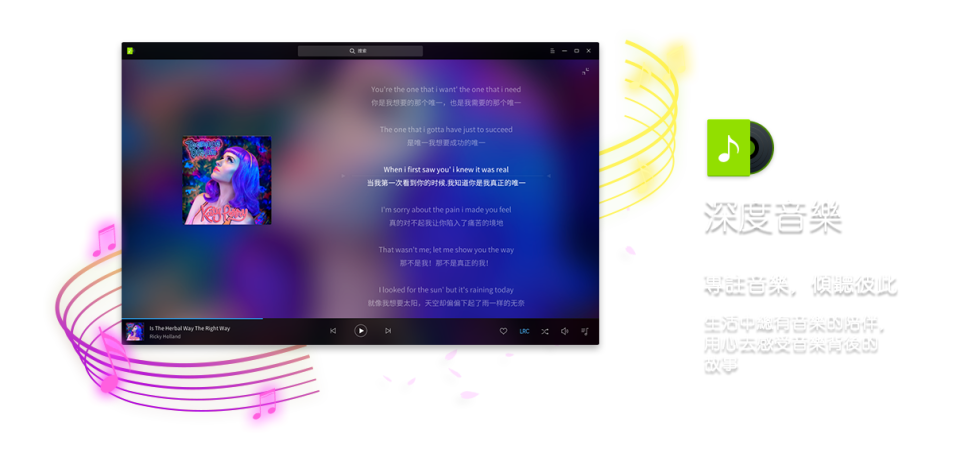 搜索
You're the one that i want' the one that i need
你是我想要的那个唯一，也是我需要的那个唯一
The one that i gotta have just to succeed
是唯一我想要成功的唯一
When i first saw you' i knew it was real
当我第一次看到你的时候.我知道你是我真正的唯一
I'm sorry about the pain i made you feel
真的对不起我让你陷入了痛苦的境地
That wasn't me; let me show you the way
那不是我！那不是真正的我！
I looked for the sun' but it's raining today
就像我想要太阳，天空却偏偏下起了雨一样的无奈
Katy Perry
Is The Herbal Way The Right Way
Ricky Holland
LRC
深度音樂
專註音樂，傾聽彼此
生活中總有音樂的陪伴，
用心去感受音樂背後的
故事